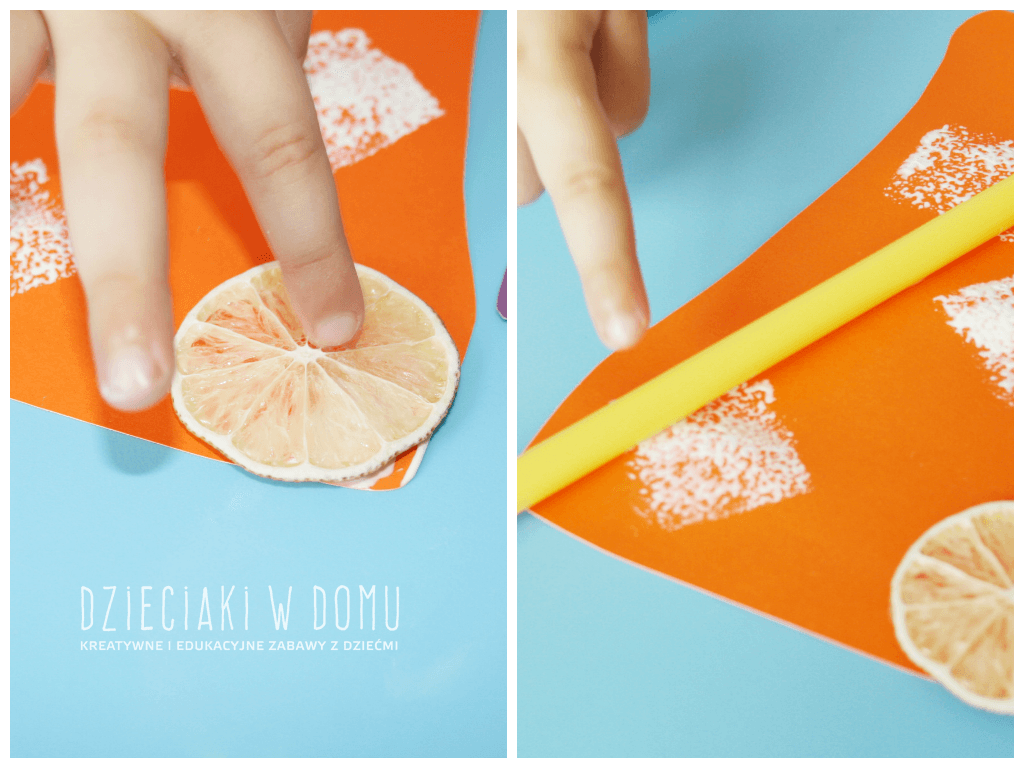 DZIECIAKI W DOMU
KREATYWNE I EDUKACYJNE ZABAWY Z DZIEĆMI